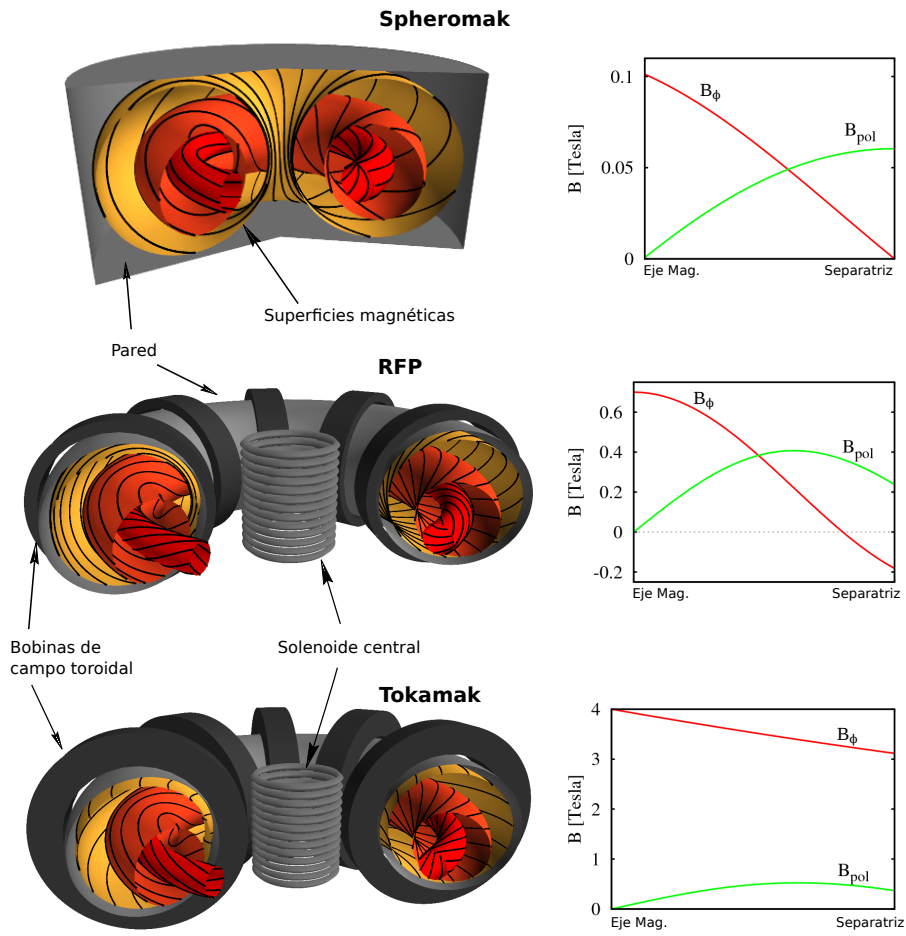 Spheromak
0.1
0.05
0
B [Tesla]
Bϕ
Bpol
Eje Mag.
Separatriz
Superficies magnéticas
Pared
RFP
0.6
0.4
0.2
0
-0.2
B [Tesla]
Bϕ
Bpol
Eje Mag.
Separatriz
Bobinas de
campo toroidal
Solenoide central
Tokamak
4
3
2
1
0
B [Tesla]
Bϕ
Bpol
Eje Mag.
Separatriz